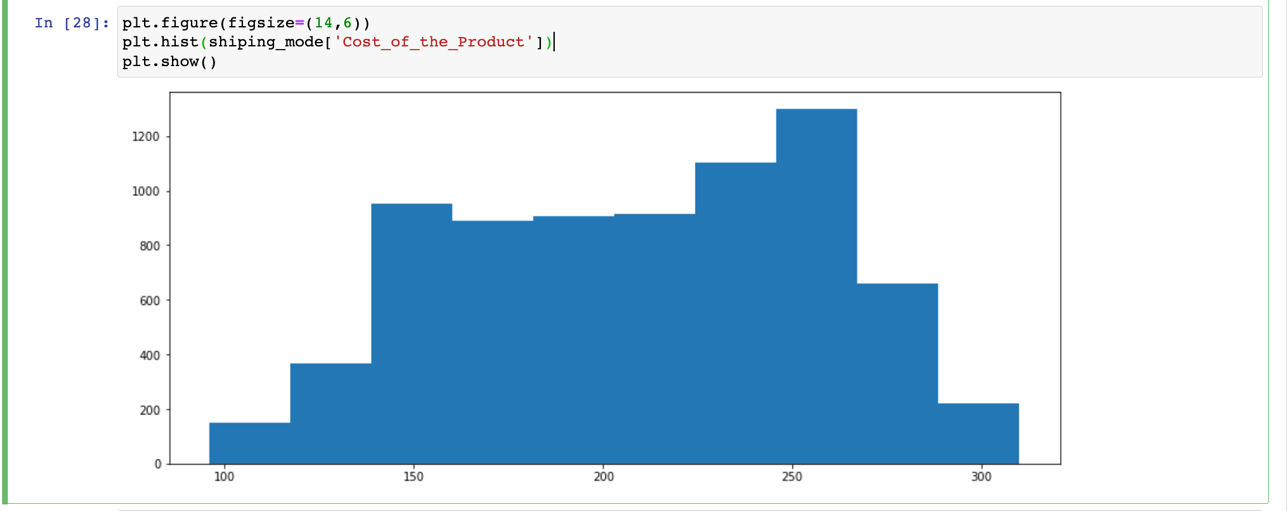 In [28]: plt.figure(figsize=(14,6))
plt.hist(shiping_mode['Cost_of_the_Product'])
plt.show()
1200
1000
800
600
400
200
0
100 150 200 250 300